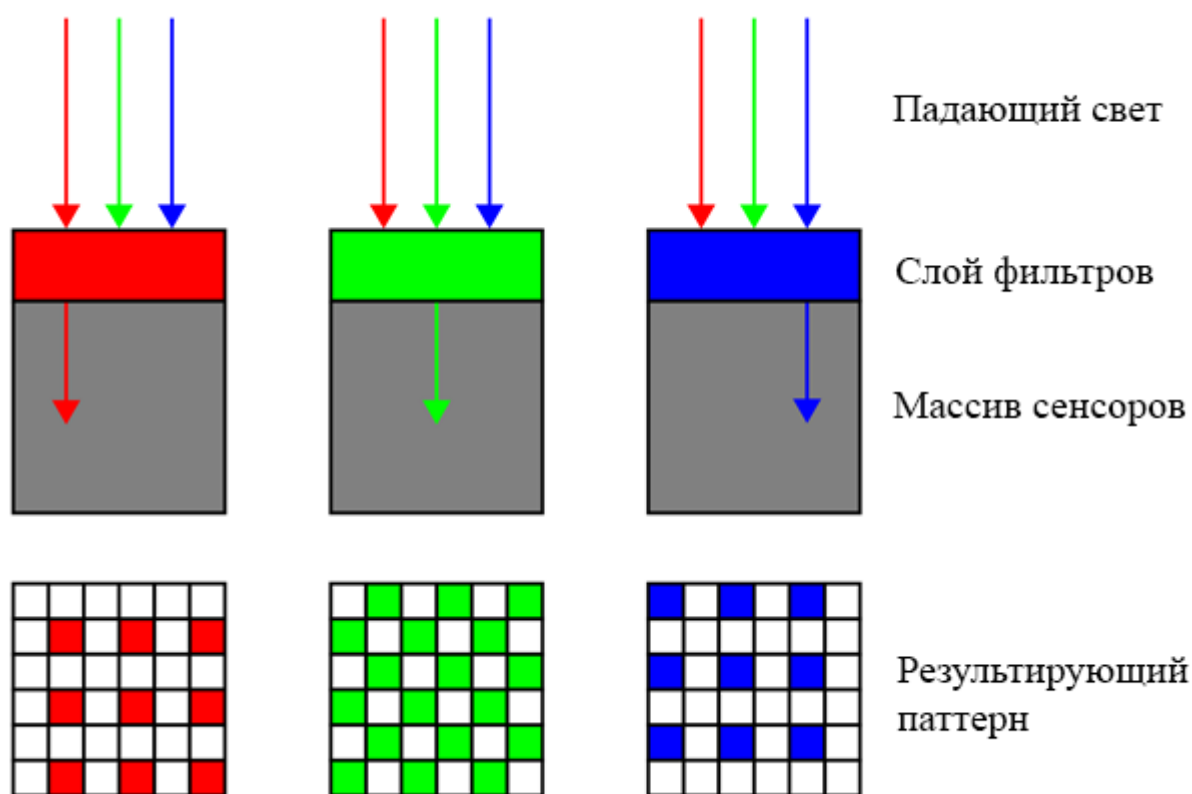 Падающий свет
Слой фильтров
Массив сенсоров
Результирующий
паттерн